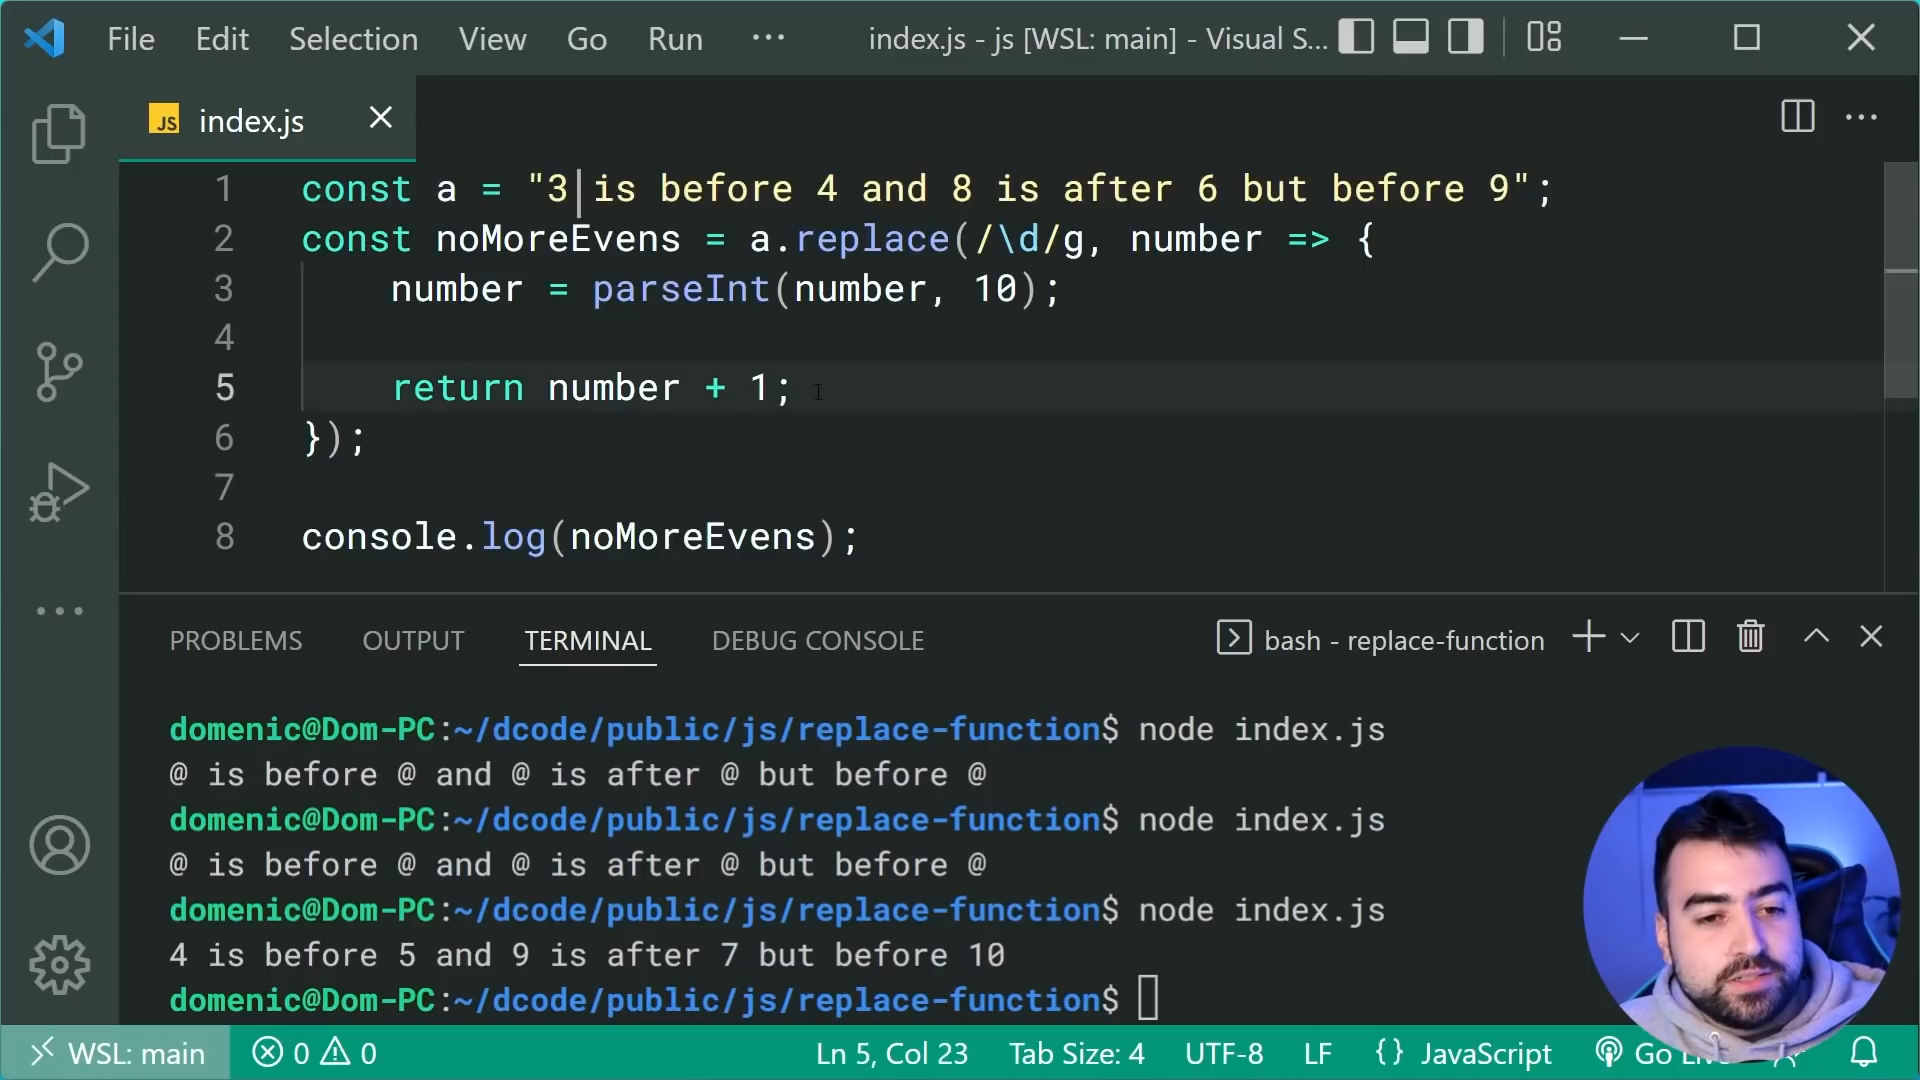 File Edit Selection View Go Run ··· index.js - js [WSL: main] - Visual S...
JS index.js
1 const a = "3 is before 4 and 8 is after 6 but before 9";
2 const noMoreEvens = a.replace(/\d/g, number => {
3 number = parseInt(number, 10);
4
5 return number + 1;
6 });
7
8 console.log(noMoreEvens);
PROBLEMS OUTPUT TERMINAL DEBUG CONSOLE bash - replace-function
domenic@Dom-PC:~/dcode/public/js/replace-function$ node index.js
@ is before @ and @ is after @ but before @
domenic@Dom-PC:~/dcode/public/js/replace-function$ node index.js
@ is before @ and @ is after @ but before @
domenic@Dom-PC:~/dcode/public/js/replace-function$ node index.js
4 is before 5 and 9 is after 7 but before 10
domenic@Dom-PC:~/dcode/public/js/replace-function$
WSL: main 0 0 Ln 5, Col 23 Tab Size: 4 UTF-8 LF {} JavaScript Go